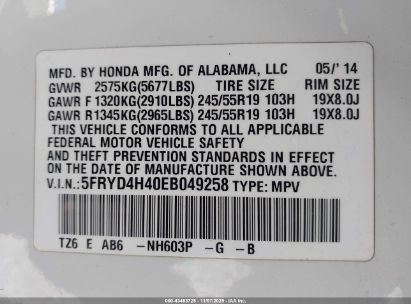 MFD. BY HONDA MFG. OF ALABAMA, LLC 05/' 14
GVWR 2575KG(5677LBS) TIRE SIZE RIM SIZE
GAWR F 1320KG(2910LBS) 245/55R19 103H 19X8.0J
GAWR R1345KG(2965LBS) 245/55R19 103H 19X8.0J
THIS VEHICLE CONFORMS TO ALL APPLICABLE
FEDERAL MOTOR VEHICLE SAFETY
AND THEFT PREVENTION STANDARDS IN EFFECT
ON THE DATE OF MANUFACTURE SHOWN ABOVE.
V.I.N.: 5FRYD4H40EB049258 TYPE: MPV
TZ6 E AB6 -NH603P -G -B